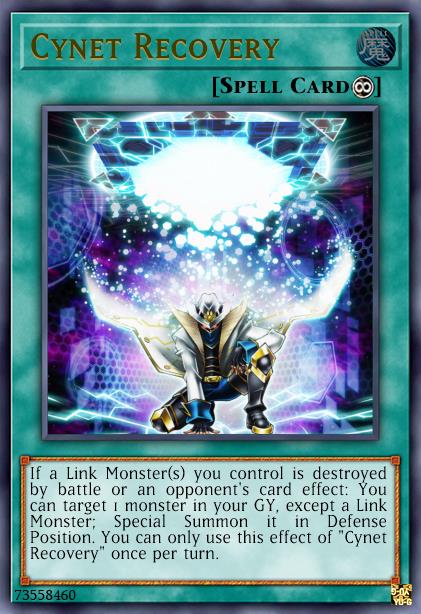 Cynet Recovery
[Spell Card]
If a Link Monster(s) you control is destroyed
by battle or an opponent's card effect: You
can target 1 monster in your GY, except a Link
Monster; Special Summon it in Defense
Position. You can only use this effect of "Cynet
Recovery" once per turn.
73558460